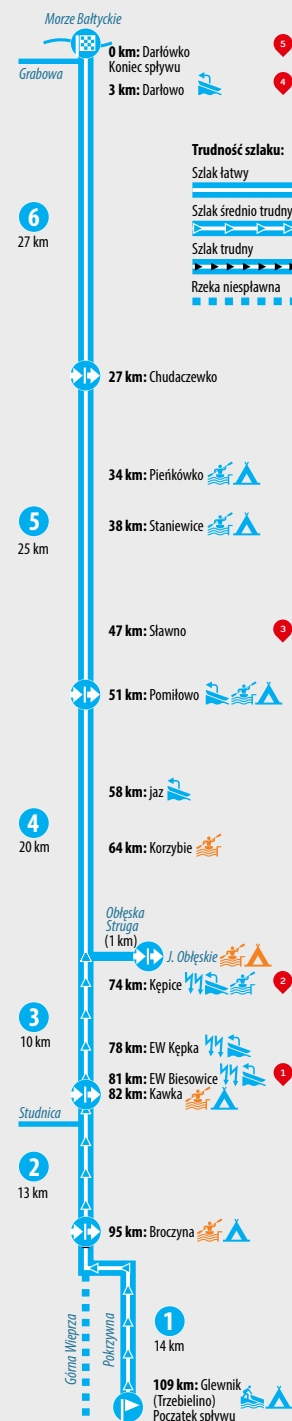 Morze Bałtyckie
0 km: Darłówko
Koniec spływu
5
Grabowa
3 km: Darłowo
4
Trudność szlaku:
Szlak łatwy
Szlak średnio trudny
Szlak trudny
Rzeka niespławna
6
27 km
27 km: Chudaczewko
34 km: Pieńkówko
5
25 km
38 km: Staniewice
47 km: Sławno
3
51 km: Pomiłowo
58 km: jaz
4
20 km
64 km: Korzybie
Obłęska
Struga
(1 km)
J. Obłęskie
74 km: Kępice
2
3
10 km
78 km: EW Kępka
81 km: EW Biesowice
1
82 km: Kawka
Studnica
2
13 km
95 km: Broczyna
Górna Wieprza
Pokrzywna
1
14 km
109 km: Glewnik
(Trzebielino)
Początek spływu